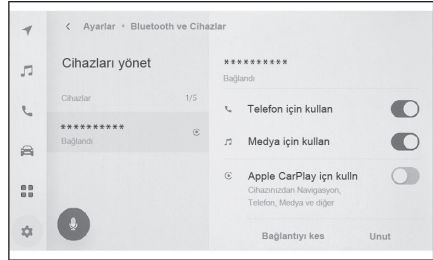 < Ayarlar • Bluetooth ve Cihazlar
Cihazları yönet
Cihazlar 1/5
**********
Bağlandı
**********
Bağlandı
Telefon için kullan
Medya için kullan
Apple CarPlay içn kulln
Cihazınızdan Navigasyon,
Telefon, Medya ve diğer
Bağlantıyı kes Unut